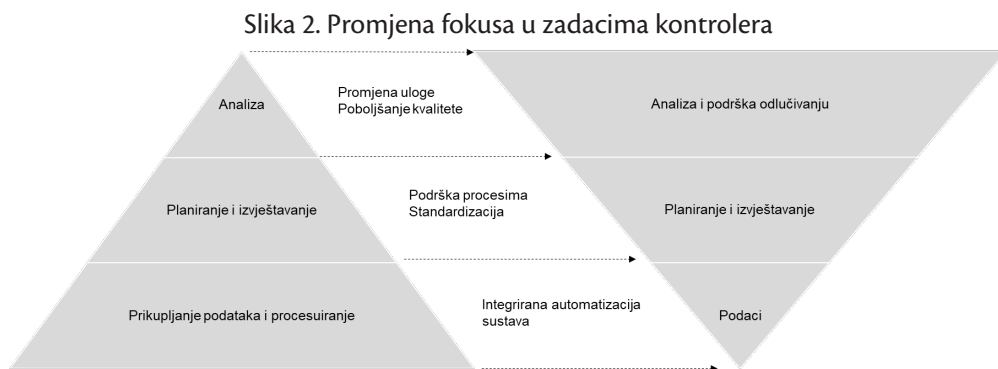 Slika 2. Promjena fokusa u zadacima kontrolera
Analiza
Promjena uloge
Poboljšanje kvalitete
Analiza i podrška odlučivanju
Planiranje i izvještavanje
Podrška procesima
Standardizacija
Planiranje i izvještavanje
Prikupljanje podataka i procesuiranje
Integrirana automatizacija
sustava
Podaci